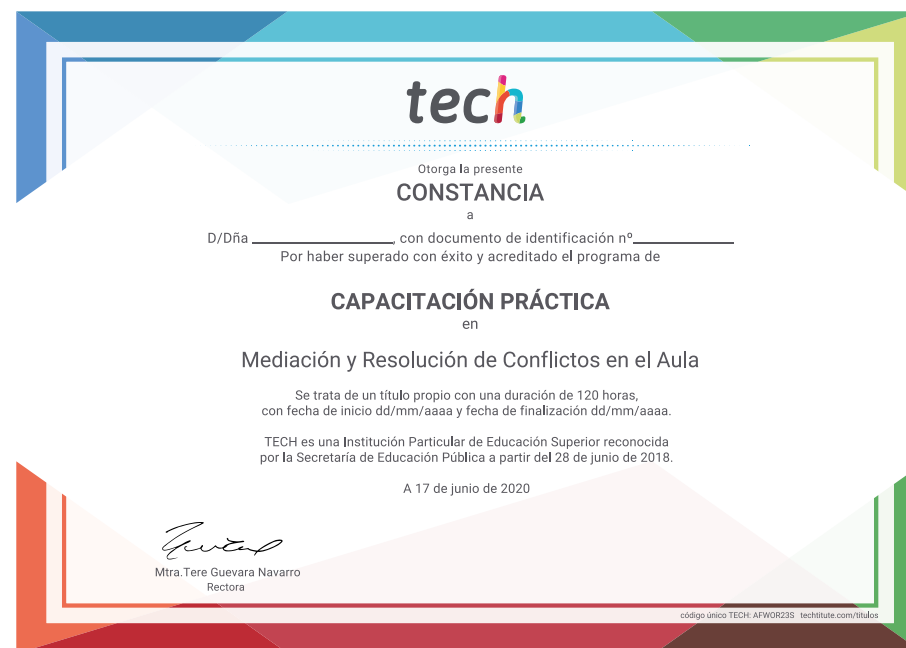 tech
Otorga la presente
CONSTANCIA
a
D/Dña ____________________, con documento de identificación nº______________
Por haber superado con éxito y acreditado el programa de
CAPACITACIÓN PRÁCTICA
en
Mediación y Resolución de Conflictos en el Aula
Se trata de un título propio con una duración de 120 horas,
con fecha de inicio dd/mm/aaaa y fecha de finalización dd/mm/aaaa.
TECH es una Institución Particular de Educación Superior reconocida
por la Secretaría de Educación Pública a partir del 28 de junio de 2018.
A 17 de junio de 2020
Mtra.Tere Guevara Navarro
Rectora
código único TECH: AFWOR23S techtitute.com/titulos